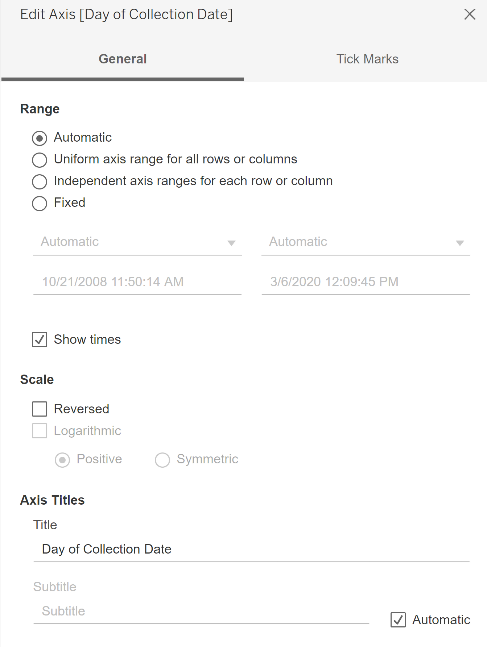 Edit Axis [Day of Collection Date]
General
Tick Marks
Range
Automatic
Uniform axis range for all rows or columns
Independent axis ranges for each row or column
Fixed
Automatic
Automatic
10/21/2008 11:50:14 AM
3/6/2020 12:09:45 PM
Show times
Scale
Reversed
Logarithmic
Positive
Symmetric
Axis Titles
Title
Day of Collection Date
Subtitle
Subtitle
Automatic